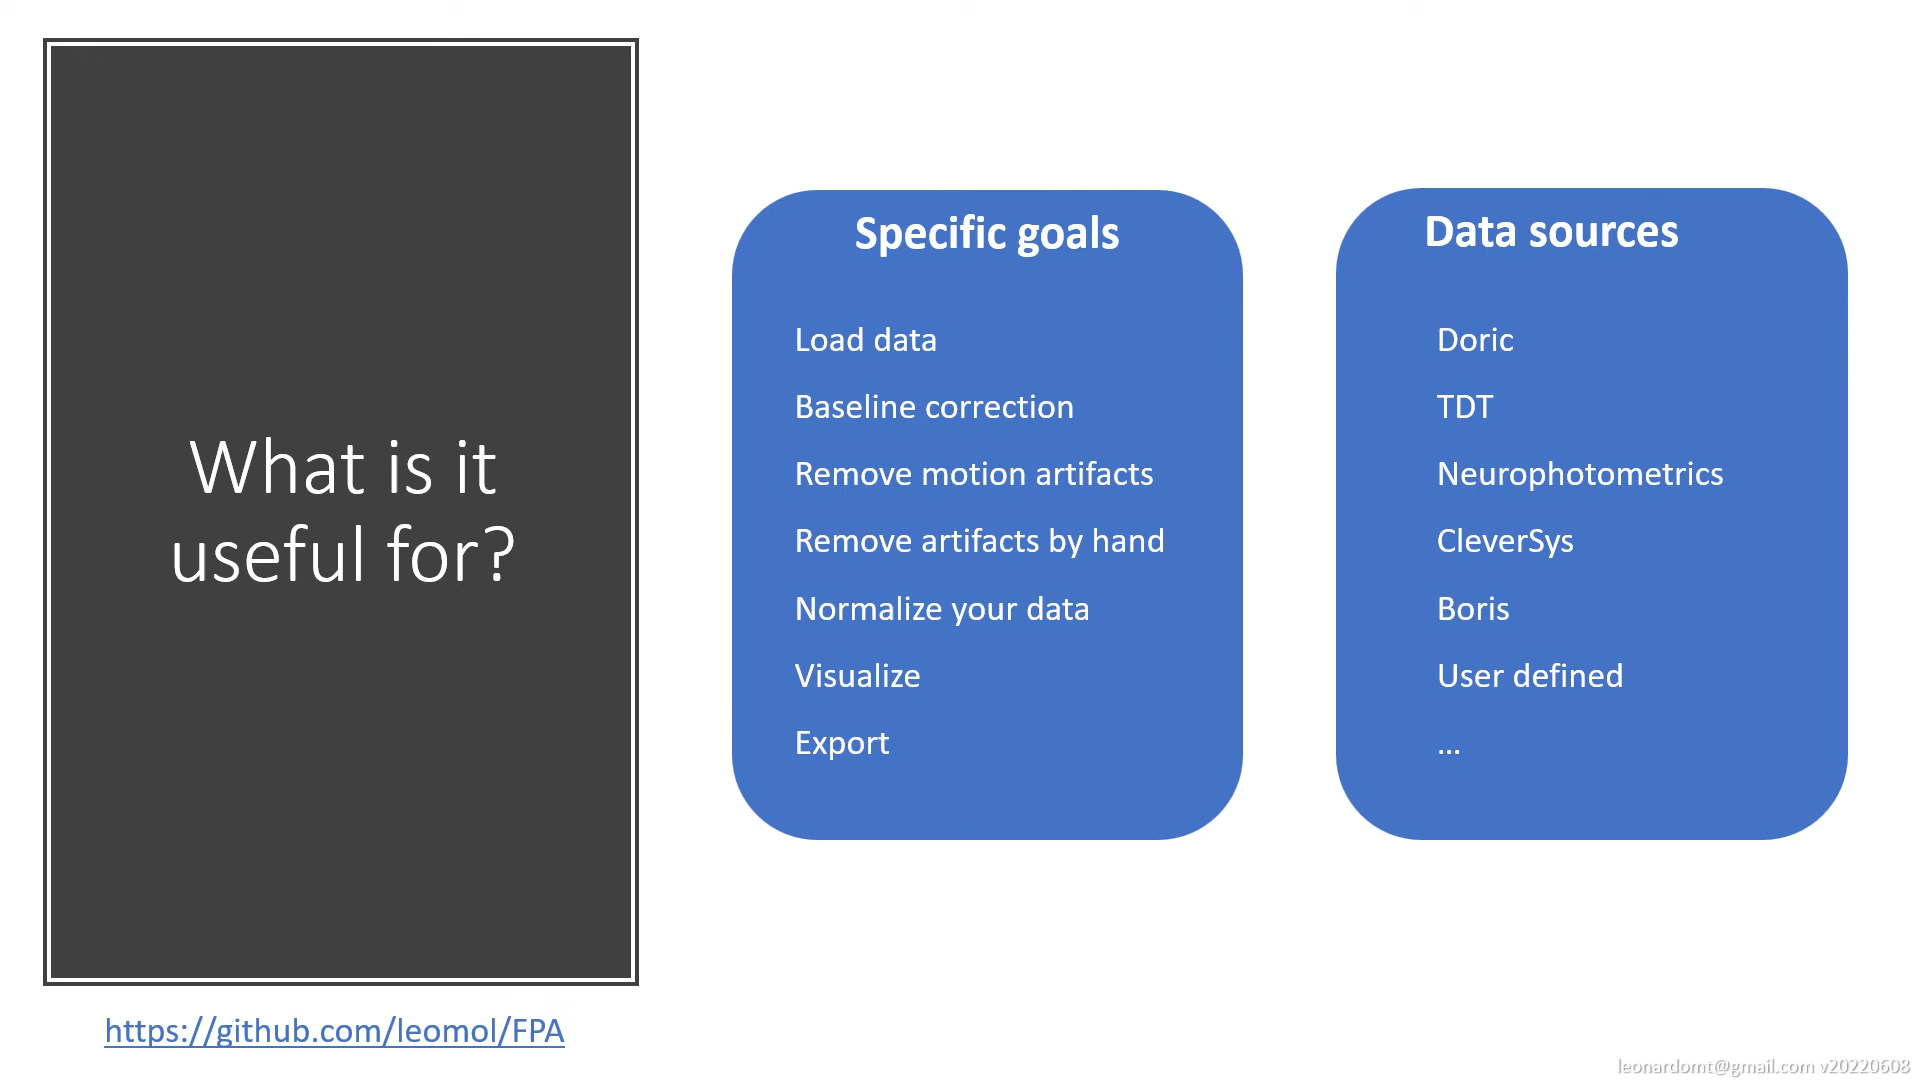 What is it
useful for?
https://github.com/leomol/FPA
Specific goals
Load data
Baseline correction
Remove motion artifacts
Remove artifacts by hand
Normalize your data
Visualize
Export
Data sources
Doric
TDT
Neurophotometrics
CleverSys
Boris
User defined
...
leonardomt@gmail.com v20220608